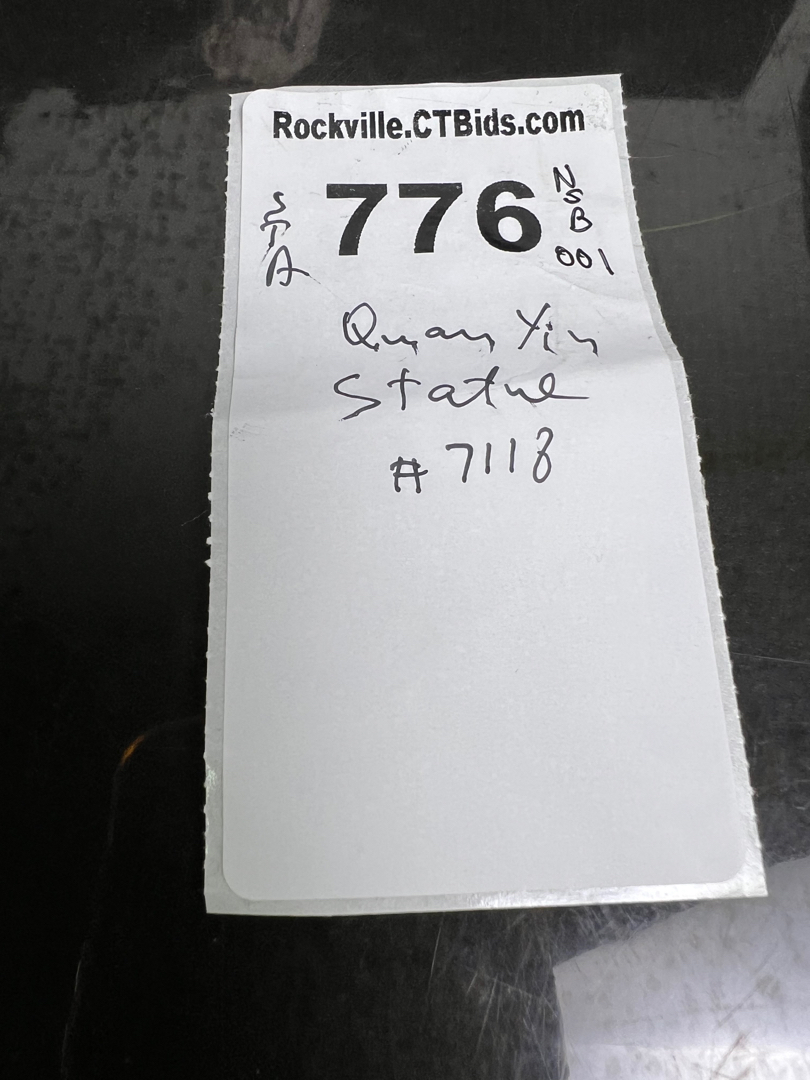 Rockville.CTBids.com
STA
776
NSB
001
Quan Yin
Statue
#7118